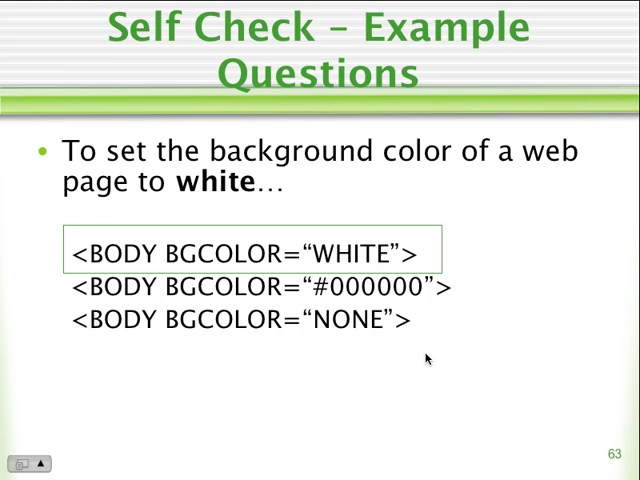 Self Check – Example
Questions
• To set the background color of a web
page to white…
<BODY BGCOLOR=“WHITE”>
<BODY BGCOLOR=“#000000”>
<BODY BGCOLOR=“NONE”>
63